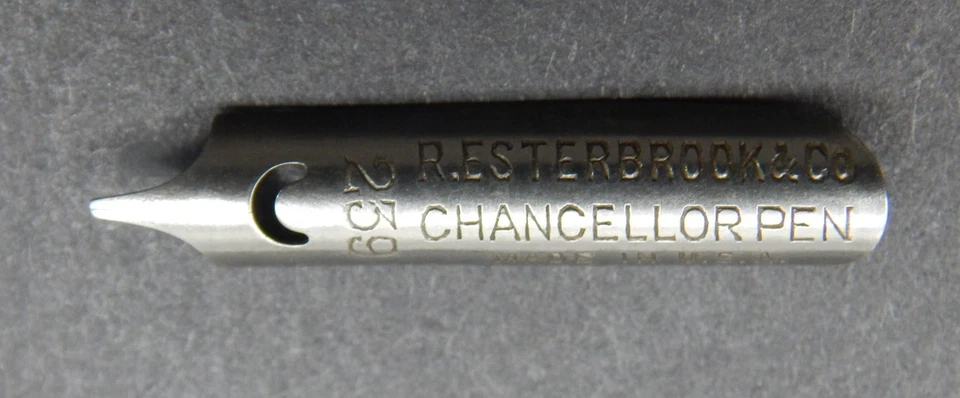 R.ESTERBROOK&Co
CHANCELLOR PEN
MADE IN U.S.A.
239